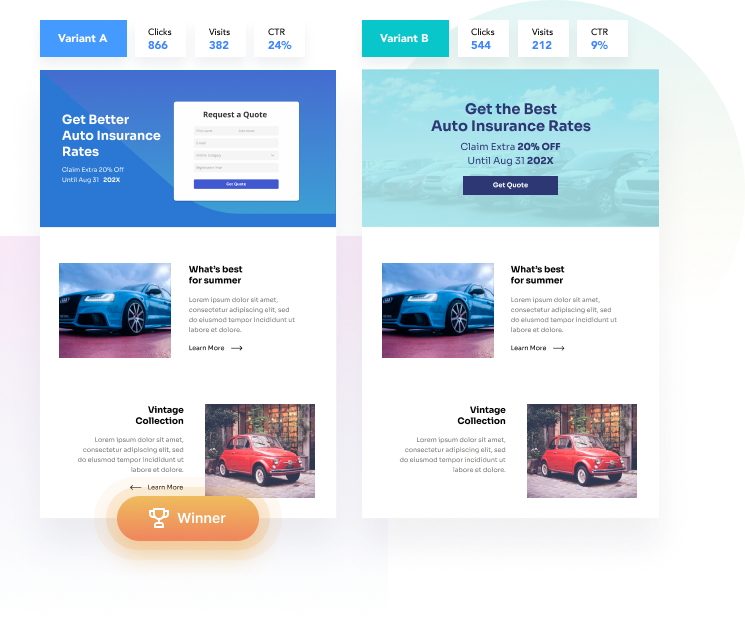 Variant A
Clicks
866
Visits
382
CTR
24%
Get Better
Auto Insurance
Rates
Claim Extra 20% Off
Until Aug 31 202X
Request a Quote
Get Quote
What's best
for summer
Lorem ipsum dolor sit amet,
consectetur adipiscing elit, sed
do eiusmod tempor incididunt ut
labore et dolore.
Learn More
Vintage
Collection
Lorem ipsum dolor sit amet,
consectetur adipiscing elit, sed
do eiusmod tempor incididunt ut
labore et dolore.
Learn More
Winner
Variant B
Clicks
544
Visits
212
CTR
9%
Get the Best
Auto Insurance Rates
Claim Extra 20% OFF
Until Aug 31 202X
Get Quote
What's best
for summer
Lorem ipsum dolor sit amet,
consectetur adipiscing elit, sed
do eiusmod tempor incididunt ut
labore et dolore.
Learn More
Vintage
Collection
Lorem ipsum dolor sit amet,
consectetur adipiscing elit, sed
do eiusmod tempor incididunt ut
labore et dolore.